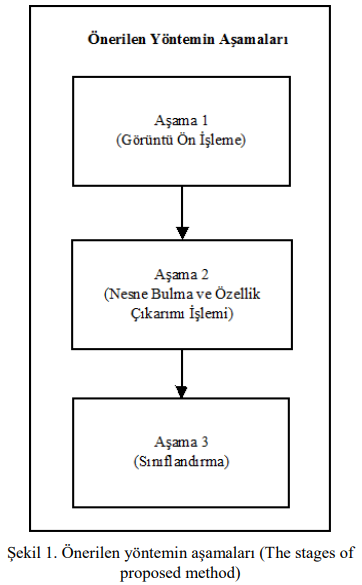 Önerilen Yöntemin Aşamaları
Aşama 1
(Görüntü Ön İşleme)
Aşama 2
(Nesne Bulma ve Özellik
Çıkarımı İşlemi)
Aşama 3
(Sınıflandırma)
Şekil 1. Önerilen yöntemin aşamaları (The stages of
proposed method)